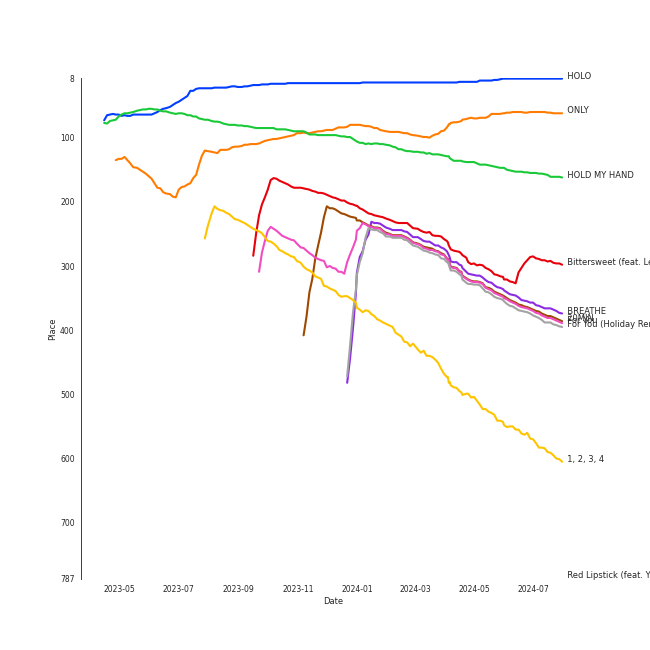 8
100
200
300
400
500
600
700
787
Place
2023-05
2023-07
2023-09
2023-11
2024-01
2024-03
2024-05
2024-07
Date
HOLO
ONLY
HOLD MY HAND
Bittersweet (feat. Le
BREATHE
For You (Holiday Rer
1, 2, 3, 4
Red Lipstick (feat. Y